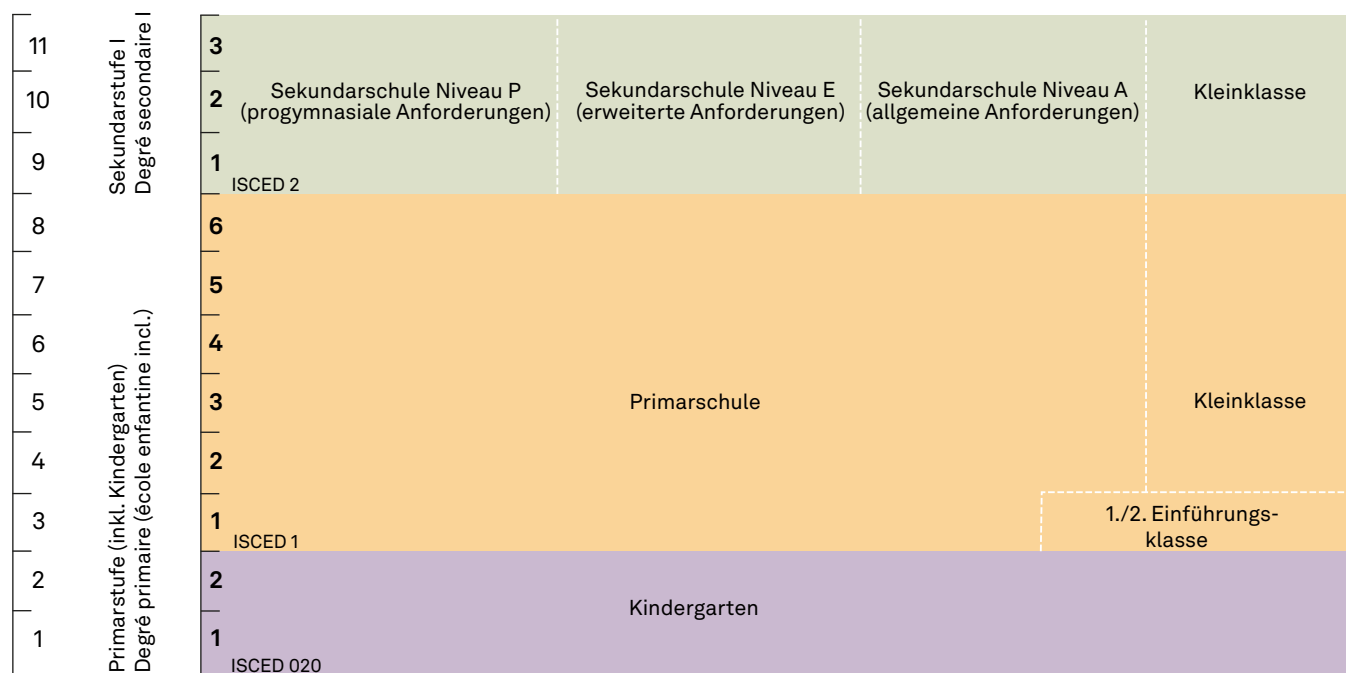 11
10
9
8
7
6
5
4
3
2
1
Sekundarstufe I
Degré secondaire I
Primarstufe (inkl. Kindergarten)
Degré primaire (école enfantine incl.)
3
2
1
ISCED 2
Sekundarschule Niveau P
(progymnasiale Anforderungen)
Sekundarschule Niveau E
(erweiterte Anforderungen)
Sekundarschule Niveau A
(allgemeine Anforderungen)
Kleinklasse
6
5
4
3
2
1
ISCED 1
Primarschule
Kleinklasse
1./2. Einführungs-
klasse
2
1
ISCED 020
Kindergarten